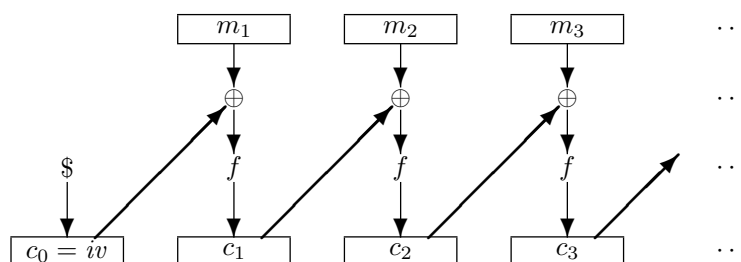 m₁ m₂ m₃ ··
⊕ ⊕ ⊕ ··
$ f f f ··
c₀ = iv c₁ c₂ c₃ ··